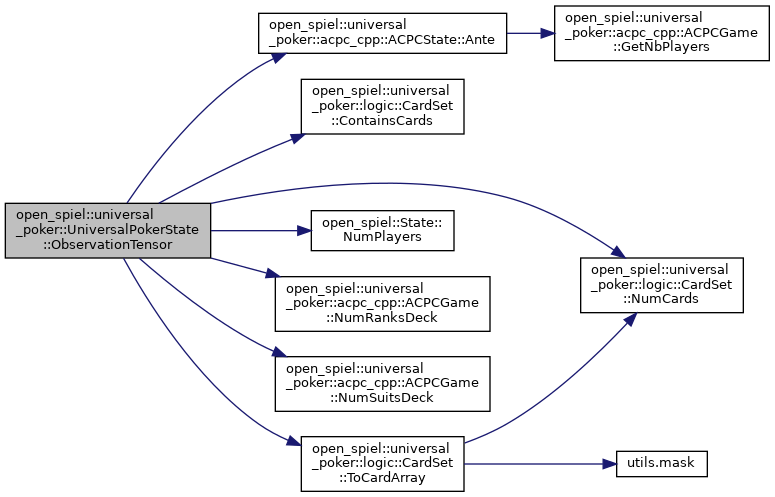 open_spiel::universal
_poker::acpc_cpp::ACPCState::Ante
open_spiel::universal
_poker::acpc_cpp::ACPCGame
::GetNbPlayers
open_spiel::universal
_poker::logic::CardSet
::ContainsCards
open_spiel::universal
_poker::UniversalPokerState
::ObservationTensor
open_spiel::State::
NumPlayers
open_spiel::universal
_poker::logic::CardSet
::NumCards
open_spiel::universal
_poker::acpc_cpp::ACPCGame
::NumRanksDeck
open_spiel::universal
_poker::acpc_cpp::ACPCGame
::NumSuitsDeck
open_spiel::universal
_poker::logic::CardSet
::ToCardArray
utils.mask